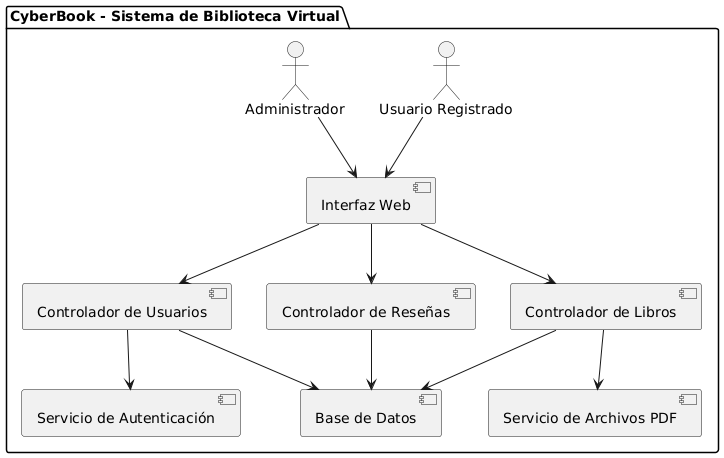 CyberBook - Sistema de Biblioteca Virtual
Administrador
Usuario Registrado
Interfaz Web
Controlador de Usuarios
Controlador de Reseñas
Controlador de Libros
Servicio de Autenticación
Base de Datos
Servicio de Archivos PDF